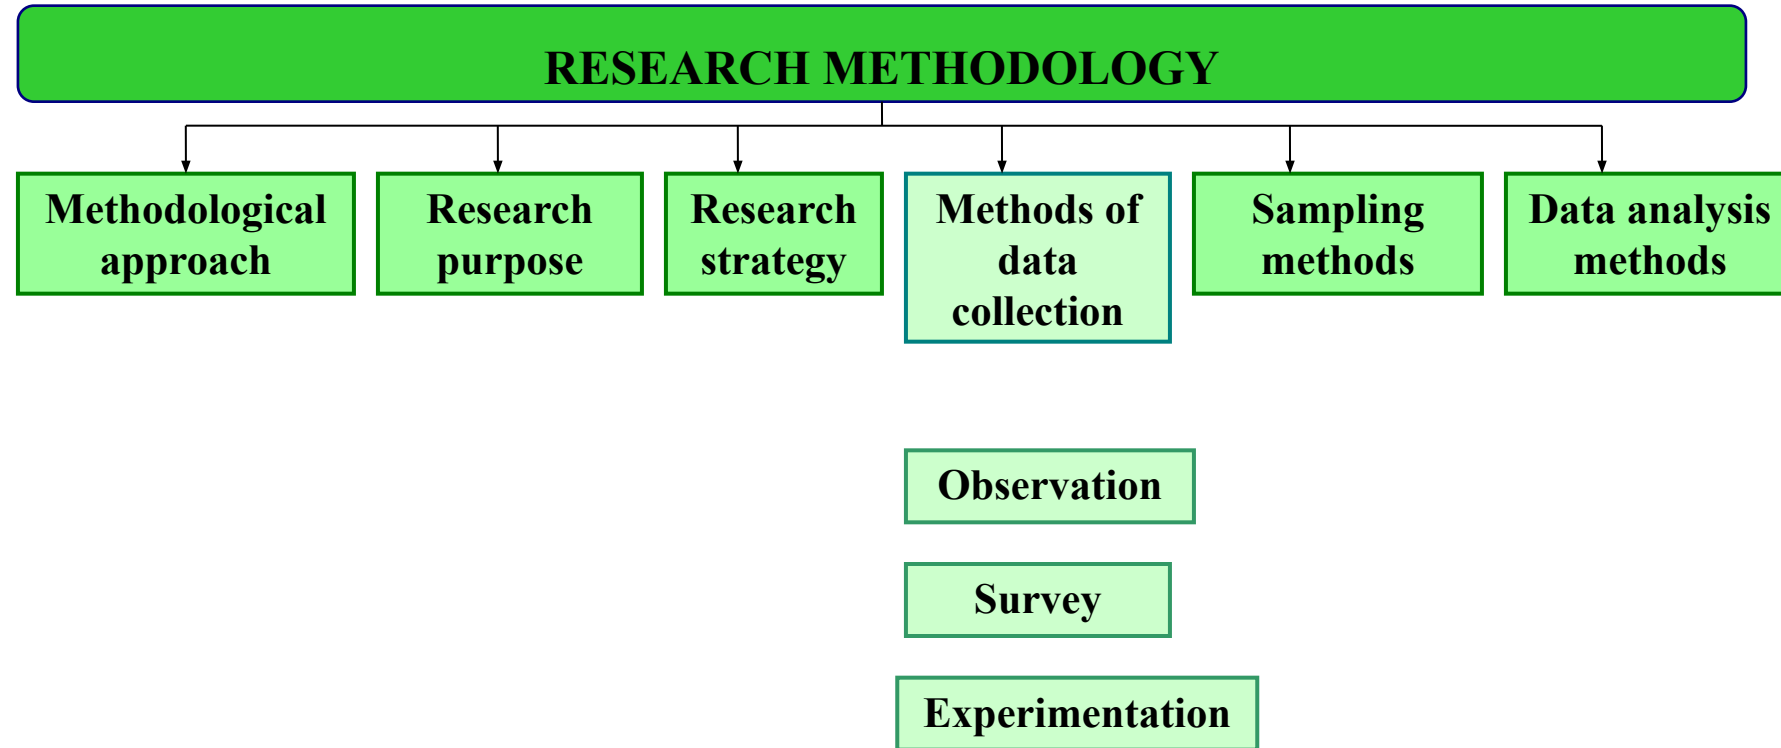 RESEARCH METHODOLOGY
Methodological
approach
Research
purpose
Research
strategy
Methods of
data
collection
Sampling
methods
Data analysis
methods
Observation
Survey
Experimentation